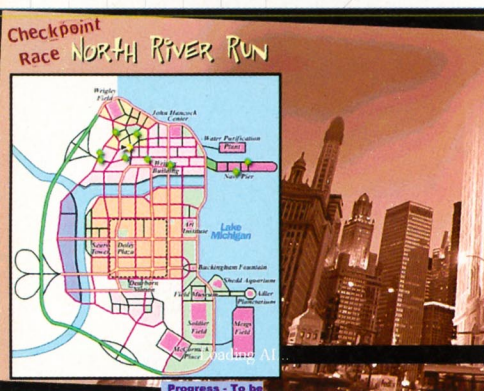 Checkpoint
Race NORTH RIVER RUN
Wrigley
Field
John Hancock
Center
Water Purification
Plant
Building
Navy Pier
Art
Institute
Lake
Michigan
Sears
Tower
Daley
Plaza
Buckingham Fountain
Dearborn
Station
Shedd Aquarium
Field Museum
Adler
Planetarium
Soldier
Field
Meigs
Field
McCormick
Place
Loading AI...
Progress - To be